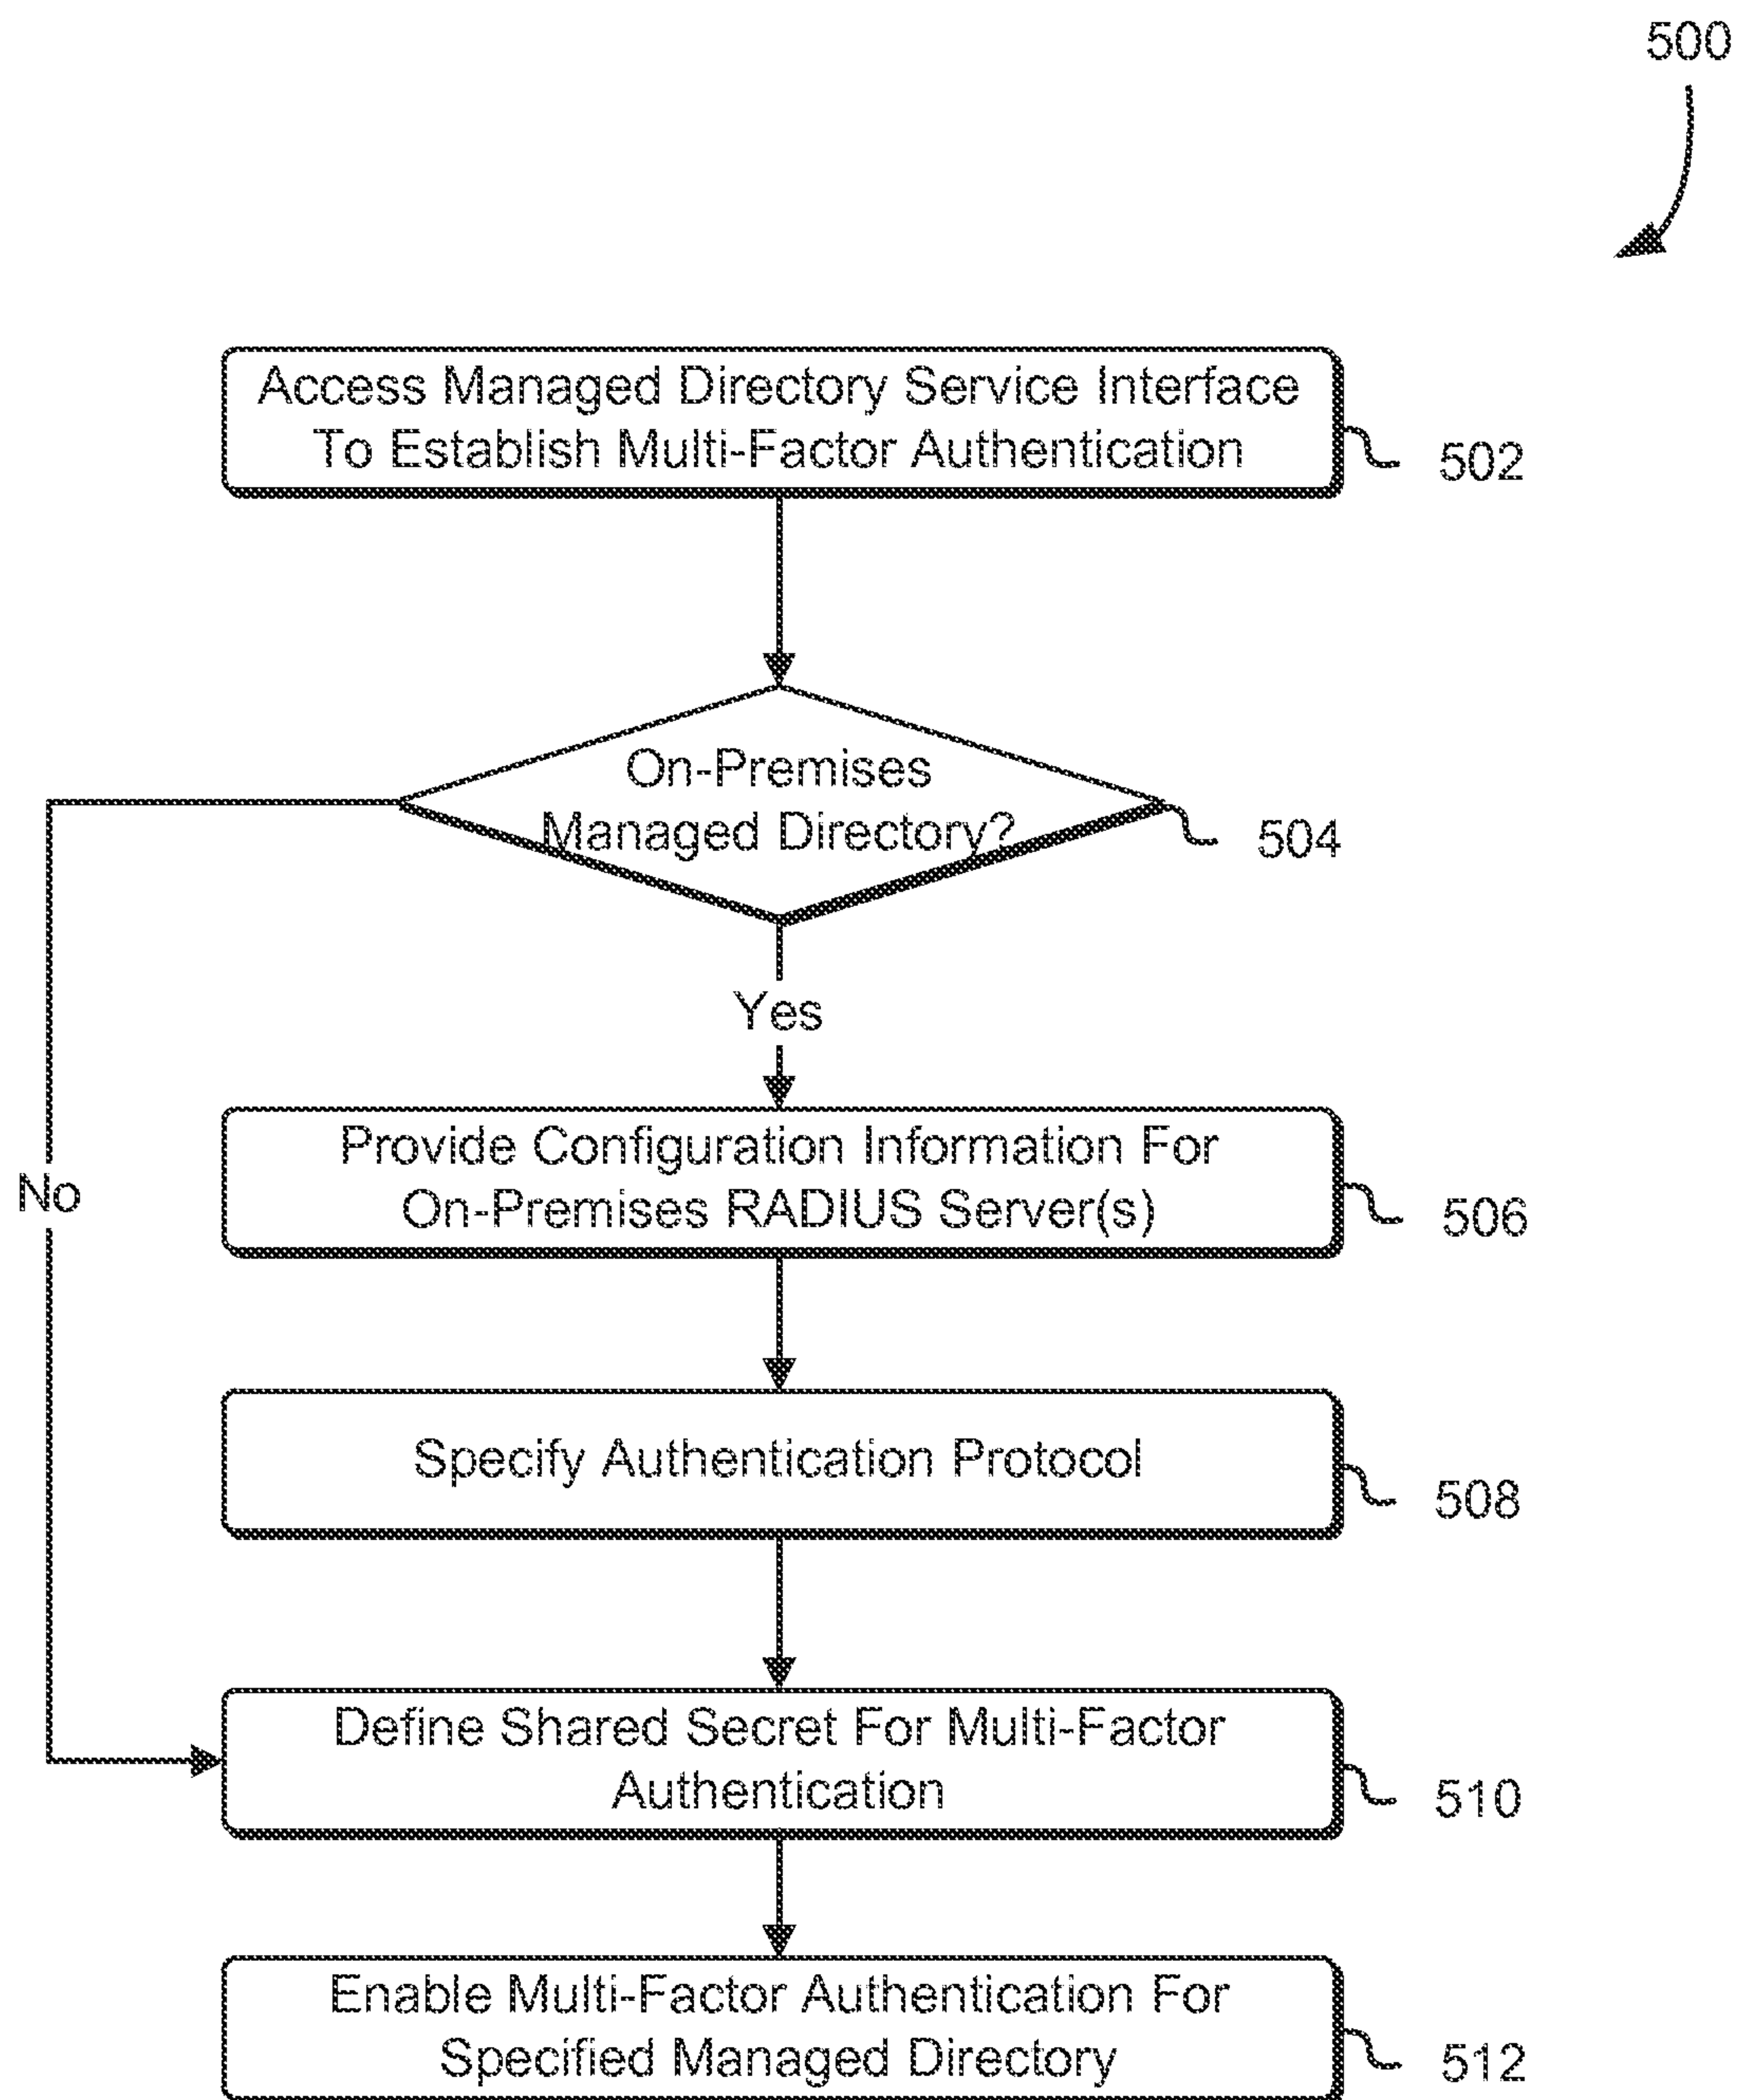 500
Access Managed Directory Service Interface
To Establish Multi-Factor Authentication
502
On-Premises
Managed Directory?
504
Yes
Provide Configuration Information For
On-Premises RADIUS Server(s)
506
No
Specify Authentication Protocol
508
Define Shared Secret For Multi-Factor
Authentication
510
Enable Multi-Factor Authentication For
Specified Managed Directory
512